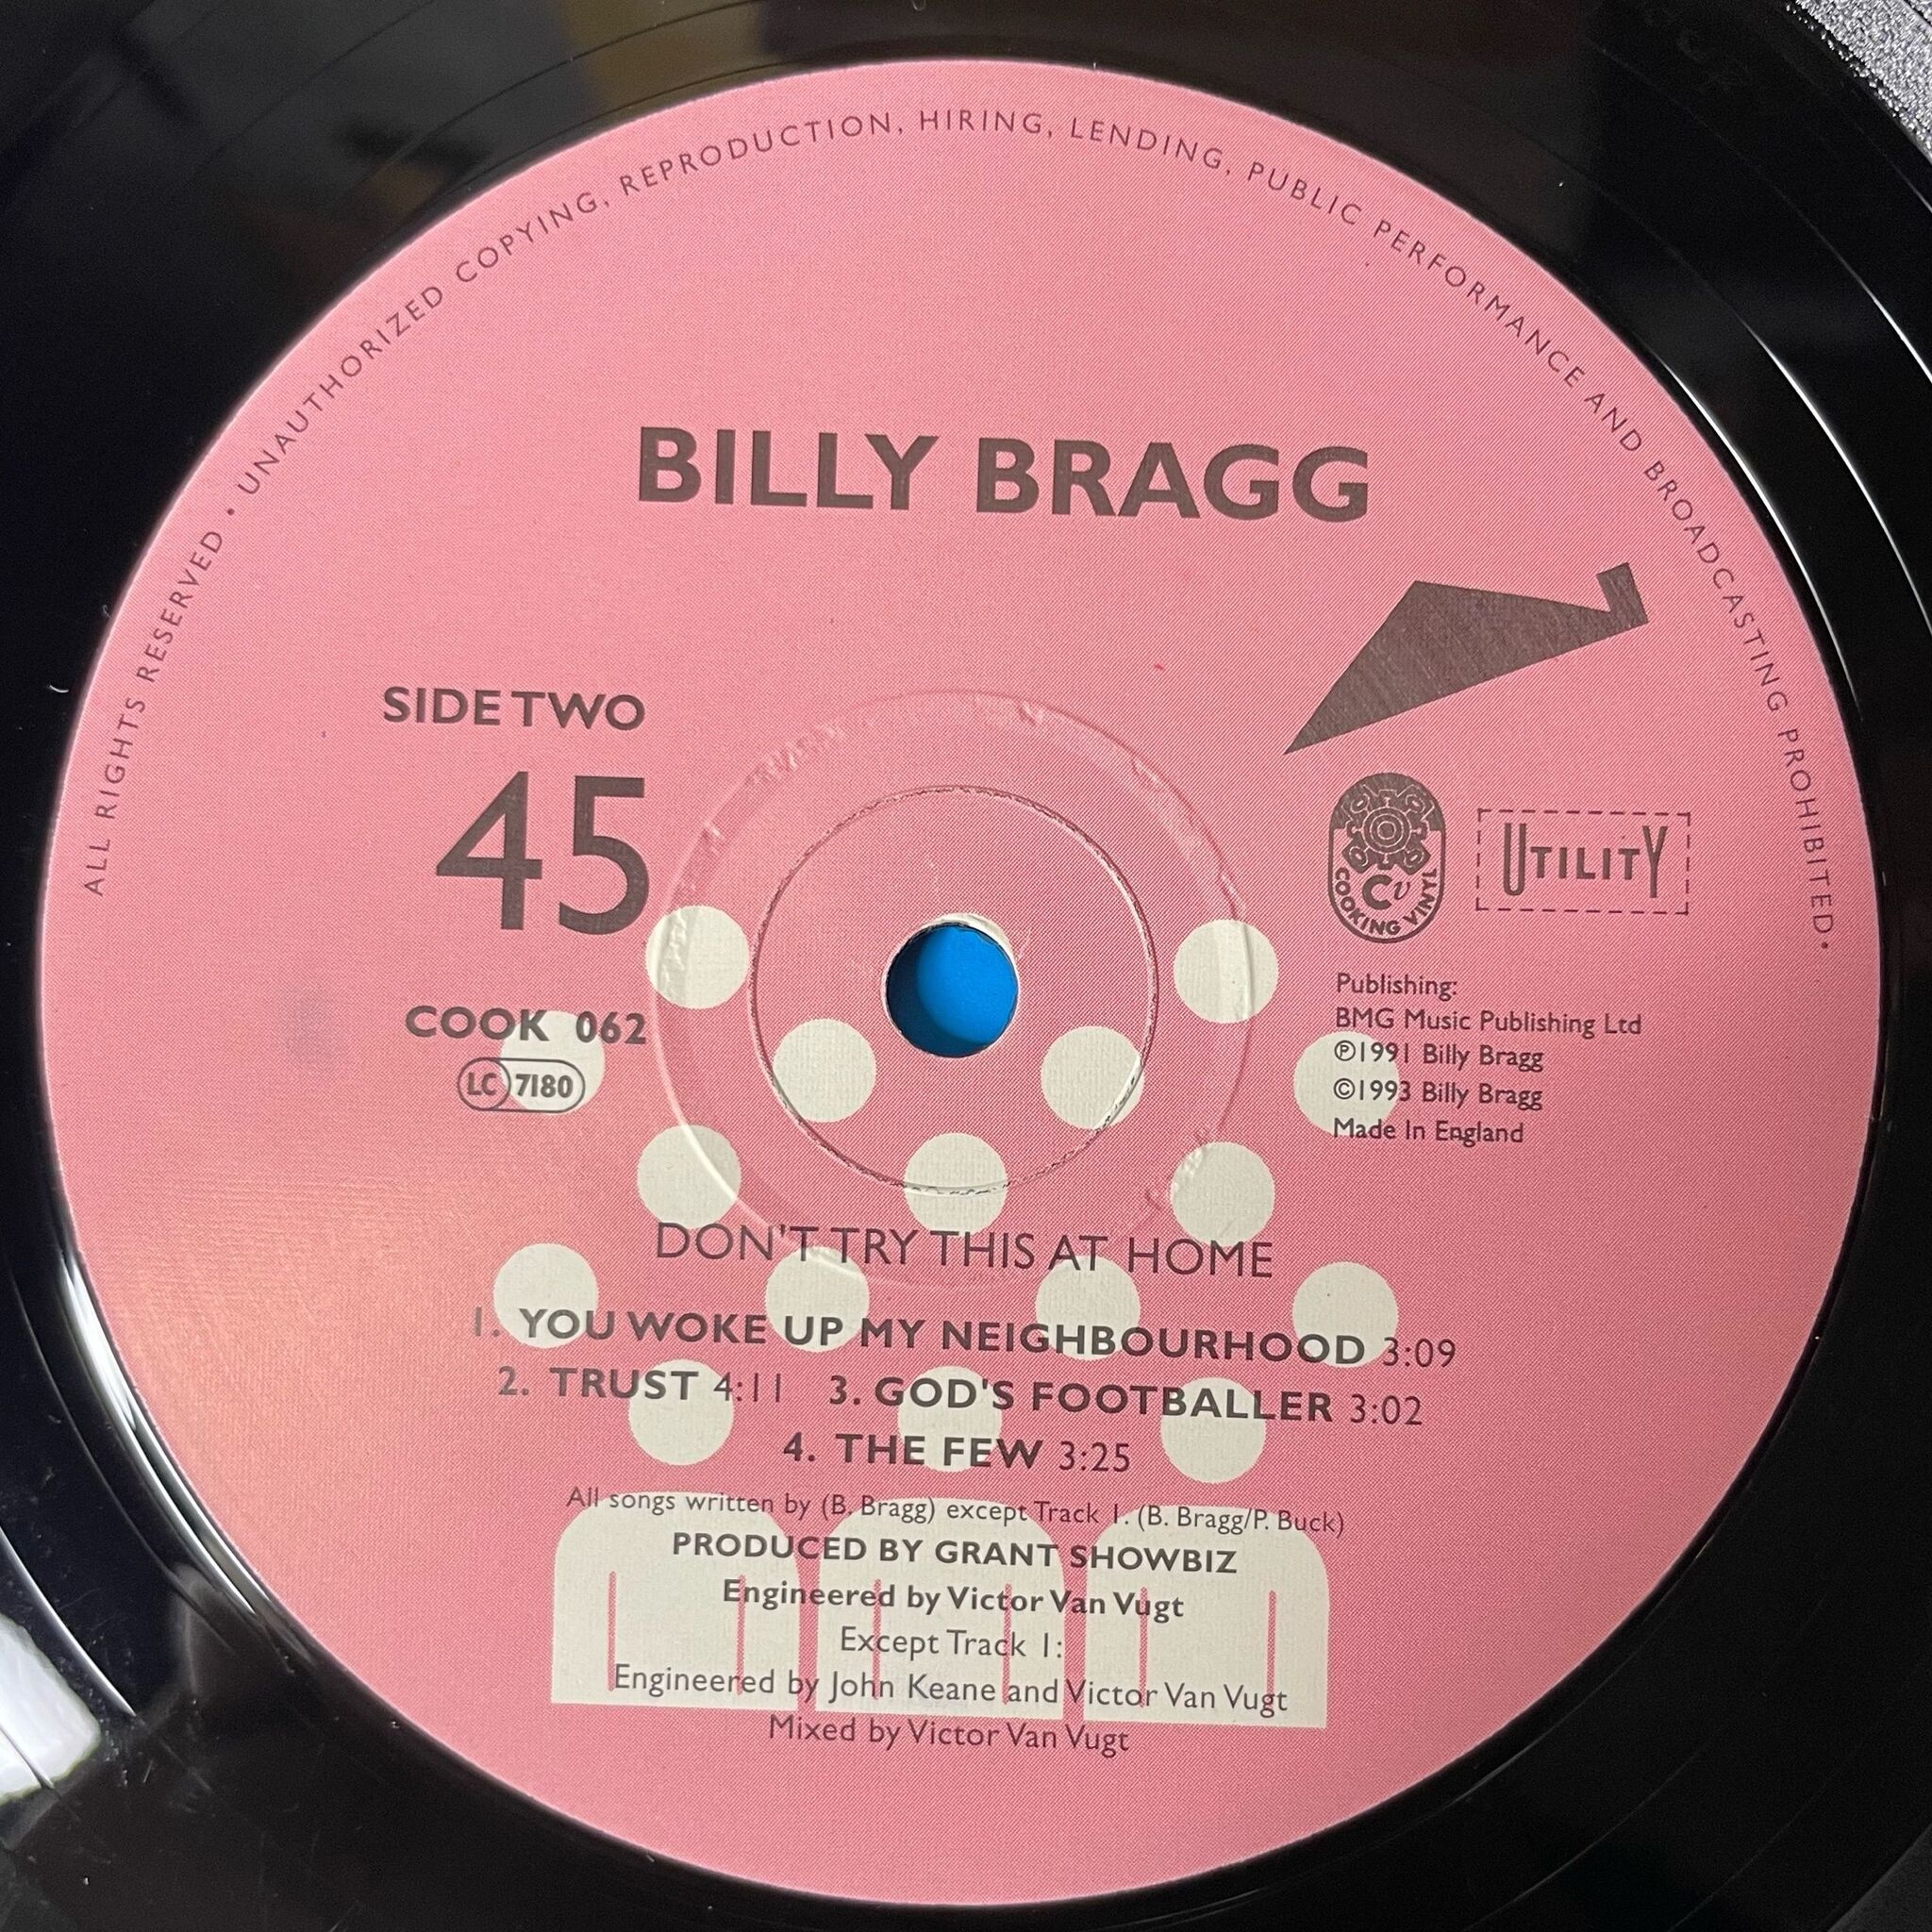 ALL RIGHTS RESERVED • UNAUTHORIZED COPYING, REPRODUCTION, HIRING, LENDING, PUBLIC PERFORMANCE AND BROADCASTING PROHIBITED•
BILLY BRAGG
SIDE TWO
45
COOK 062
LC 7180
CV
COOKING VINYL
UTILITY
Publishing:
BMG Music Publishing Ltd
℗1991 Billy Bragg
©1993 Billy Bragg
Made In England
DON'T TRY THIS AT HOME
1. YOU WOKE UP MY NEIGHBOURHOOD 3:09
2. TRUST 4:11 3. GOD'S FOOTBALLER 3:02
4. THE FEW 3:25
All songs written by (B. Bragg) except Track 1. (B. Bragg/P. Buck)
PRODUCED BY GRANT SHOWBIZ
Engineered by Victor Van Vugt
Except Track 1:
Engineered by John Keane and Victor Van Vugt
Mixed by Victor Van Vugt